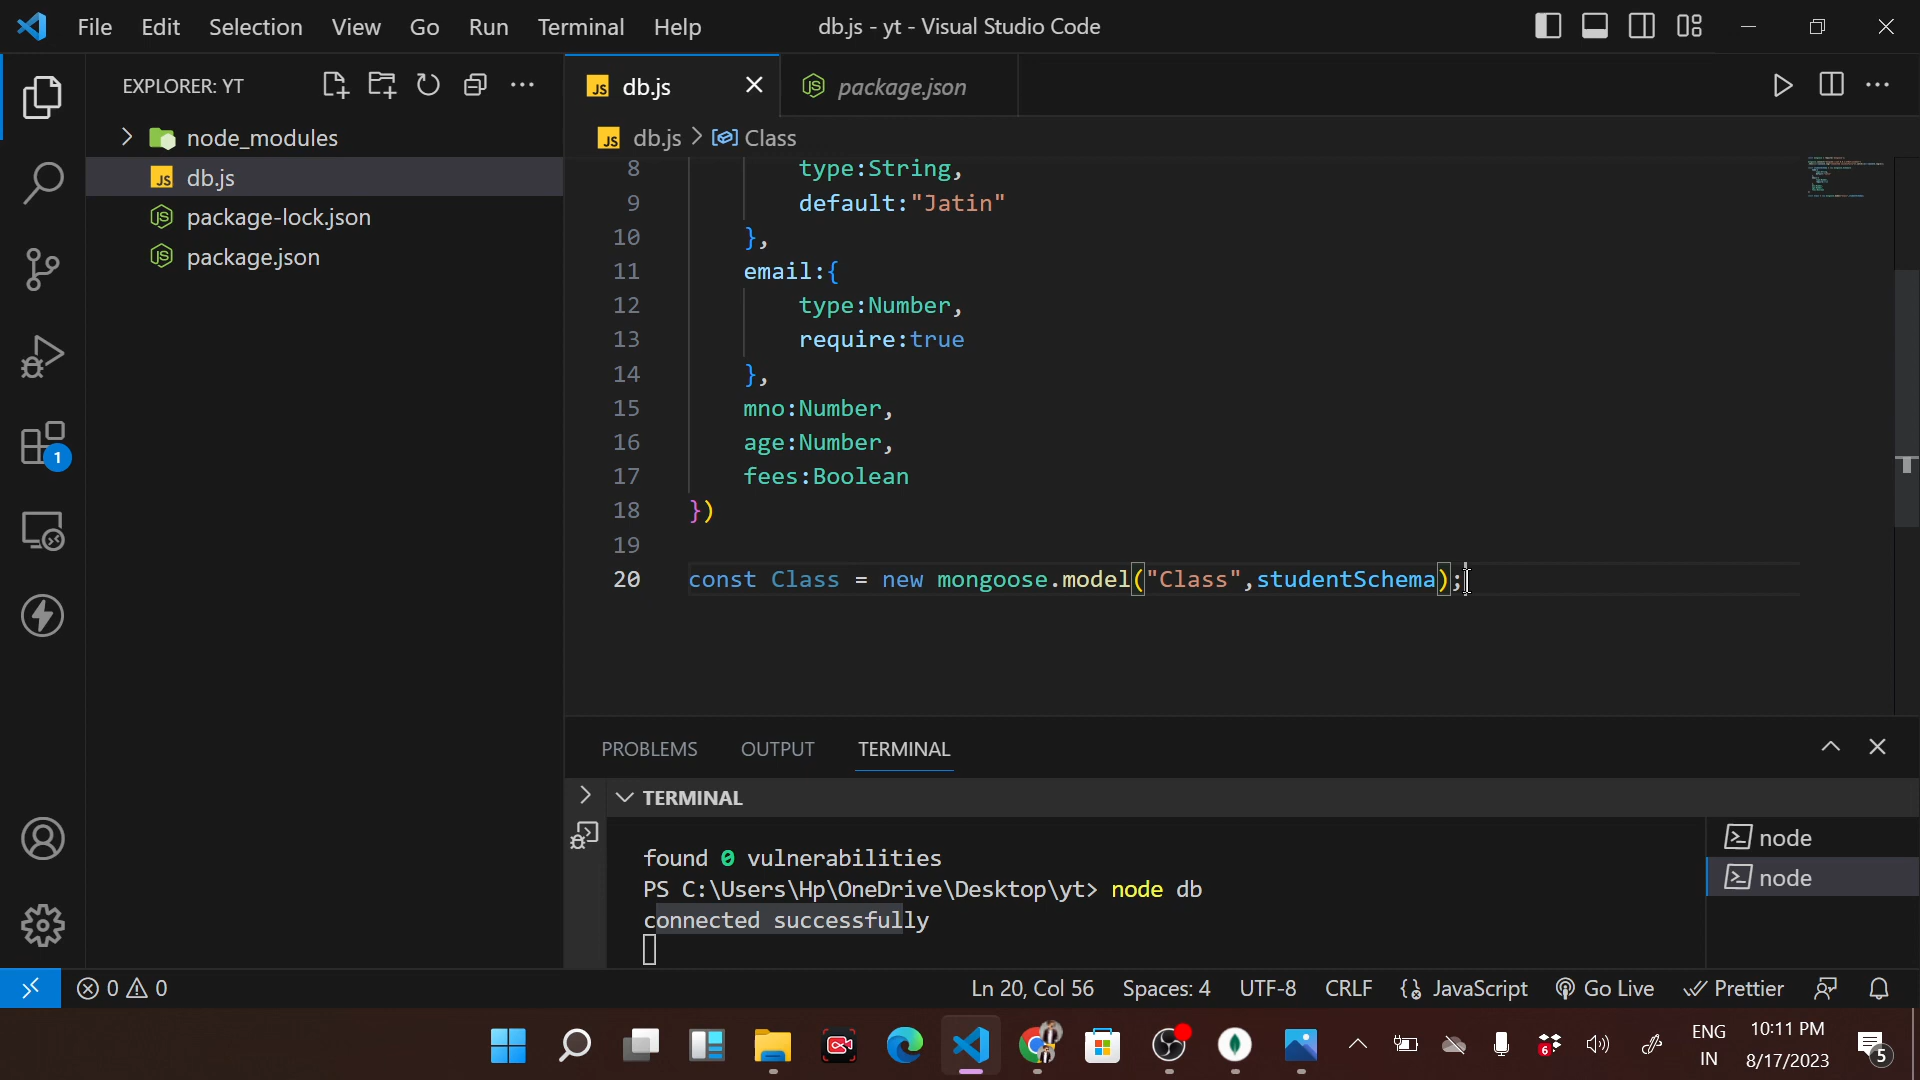 File Edit Selection View Go Run Terminal Help
db.js - yt - Visual Studio Code
EXPLORER: YT
node_modules
db.js
package-lock.json
package.json
1
db.js
package.json
db.js > Class
8 type:String,
9 default:"Jatin"
10 },
11 email:{
12 type:Number,
13 require:true
14 },
15 mno:Number,
16 age:Number,
17 fees:Boolean
18 })
19
20 const Class = new mongoose.model("Class",studentSchema);
PROBLEMS OUTPUT TERMINAL
TERMINAL
found 0 vulnerabilities
PS C:\Users\Hp\OneDrive\Desktop\yt> node db
connected successfully
node
node
0 0
Ln 20, Col 56 Spaces: 4 UTF-8 CRLF JavaScript Go Live Prettier
6
ENG
IN
10:11 PM
8/17/2023
5